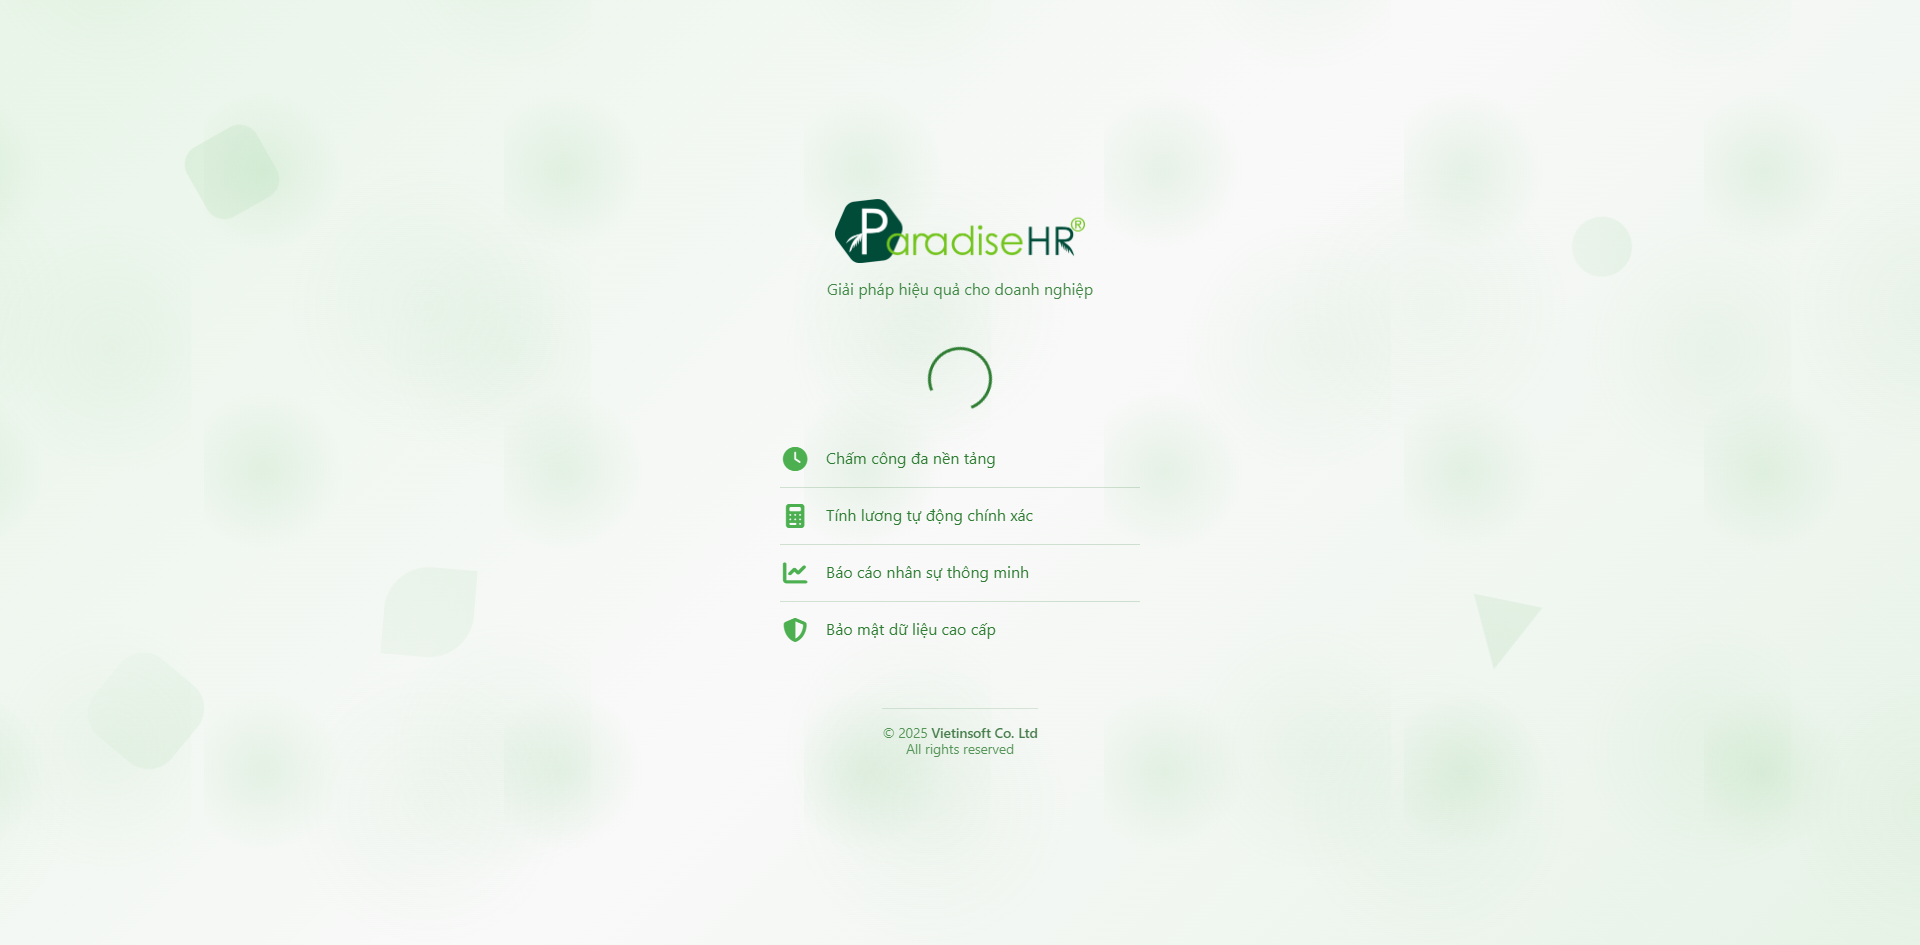 ParadiseHR®
Giải pháp hiệu quả cho doanh nghiệp
Chấm công đa nền tảng
Tính lương tự động chính xác
Báo cáo nhân sự thông minh
Bảo mật dữ liệu cao cấp
© 2025 Vietinsoft Co. Ltd
All rights reserved